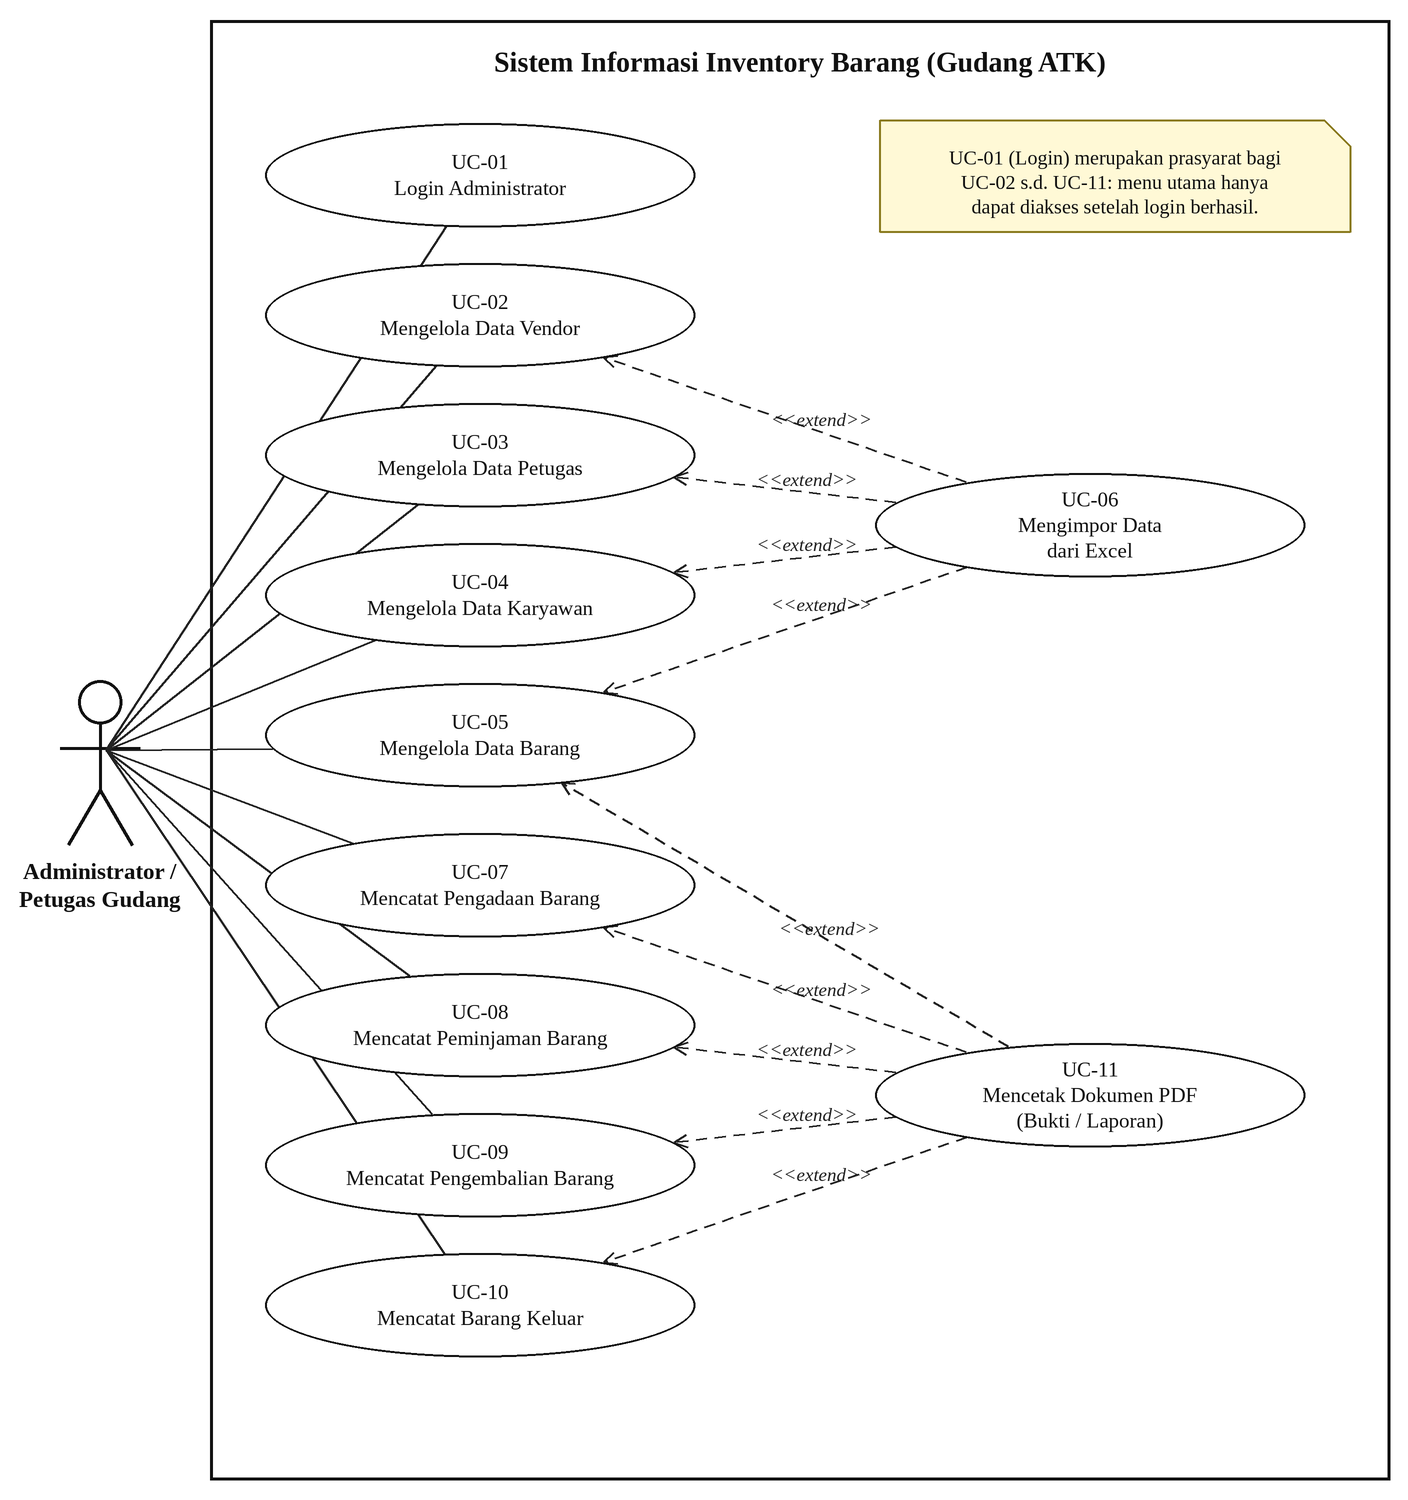 Sistem Informasi Inventory Barang (Gudang ATK)
UC-01 (Login) merupakan prasyarat bagi
UC-02 s.d. UC-11: menu utama hanya
dapat diakses setelah login berhasil.
UC-01
Login Administrator
UC-02
Mengelola Data Vendor
<<extend>>
UC-03
Mengelola Data Petugas
<<extend>>
UC-06
Mengimpor Data
dari Excel
<<extend>>
UC-04
Mengelola Data Karyawan
<<extend>>
UC-05
Mengelola Data Barang
Administrator /
Petugas Gudang
UC-07
Mencatat Pengadaan Barang
<<extend>>
<<extend>>
UC-08
Mencatat Peminjaman Barang
<<extend>>
UC-11
Mencetak Dokumen PDF
(Bukti / Laporan)
<<extend>>
UC-09
Mencatat Pengembalian Barang
<<extend>>
UC-10
Mencatat Barang Keluar